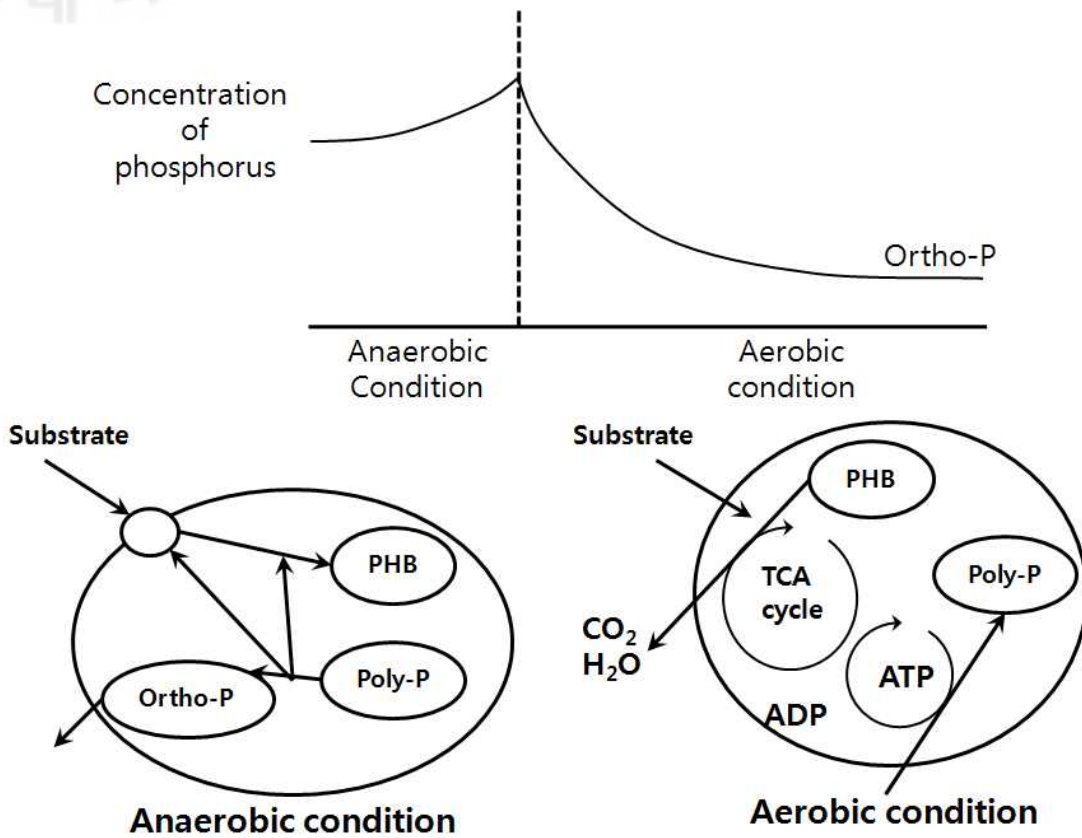 Concentration
of
phosphorus
Ortho-P
Anaerobic
Condition
Aerobic
condition
Substrate
PHB
Poly-P
Ortho-P
Anaerobic condition
Substrate
PHB
TCA
cycle
Poly-P
CO₂
H₂O
ATP
ADP
Aerobic condition